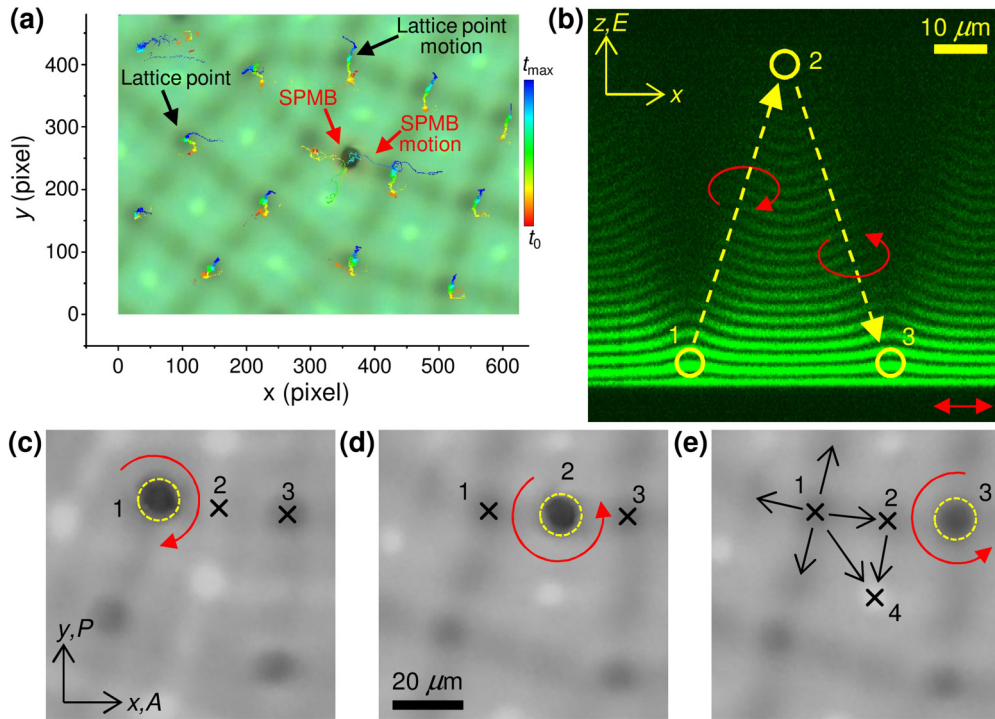 (a)
400
300
200
100
0
y (pixel)
0 100 200 300 400 500 600
x (pixel)
Lattice point
motion
Lattice point
SPMB
SPMB
motion
tmax
t0
(b)
z,E
x
10 μm
2
1
3
(c)
1
2
3
y,P
x,A
(d)
1
2
3
20 μm
(e)
1
2
3
4